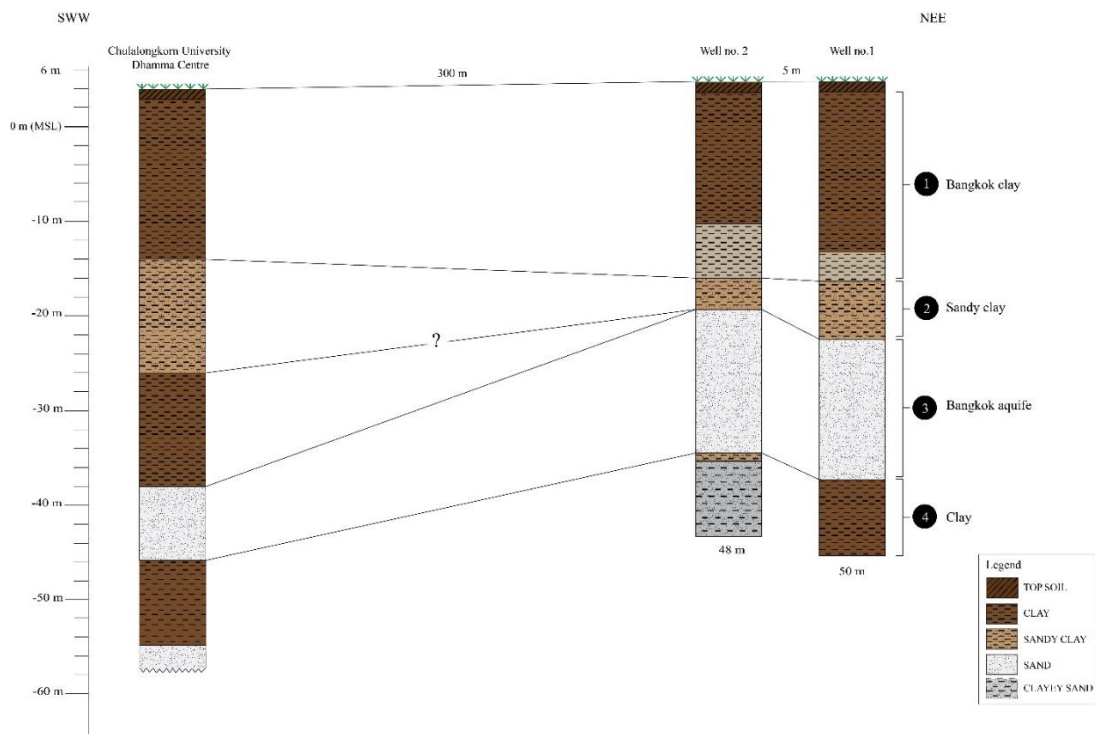 SWW
NEE
Chulalongkorn University
Dhamma Centre
Well no. 2
Well no.1
6 m
300 m
5 m
0 m (MSL)
-10 m
-20 m
-30 m
-40 m
-50 m
-60 m
?
1 Bangkok clay
2 Sandy clay
3 Bangkok aquife
4 Clay
48 m
50 m
Legend
TOP SOIL
CLAY
SANDY CLAY
SAND
CLAYEY SAND